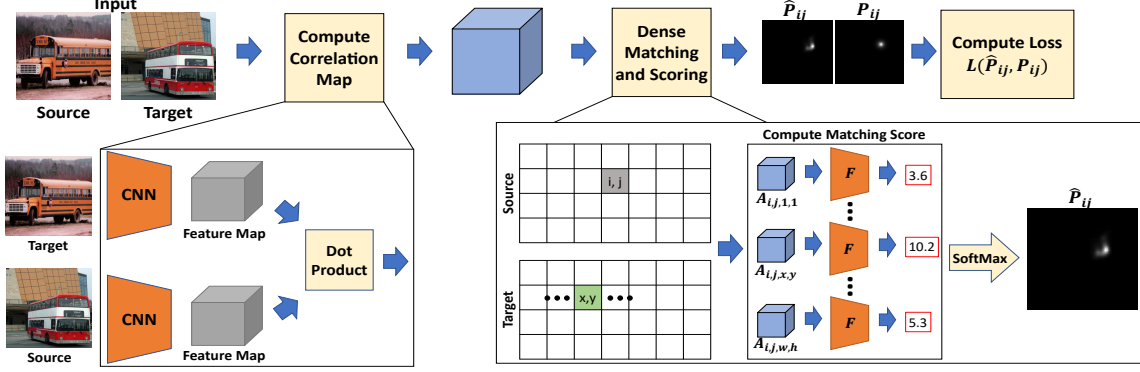 Input
Source
Target
Compute
Correlation
Map
Dense
Matching
and Scoring
P̂ij
Pij
Compute Loss
L(P̂ij, Pij)
Target
Source
CNN
Feature Map
CNN
Feature Map
Dot
Product
Source
i, j
Target
x,y
Compute Matching Score
Ai,j,1,1
F
3.6
Ai,j,x,y
F
10.2
Ai,j,w,h
F
5.3
SoftMax
P̂ij